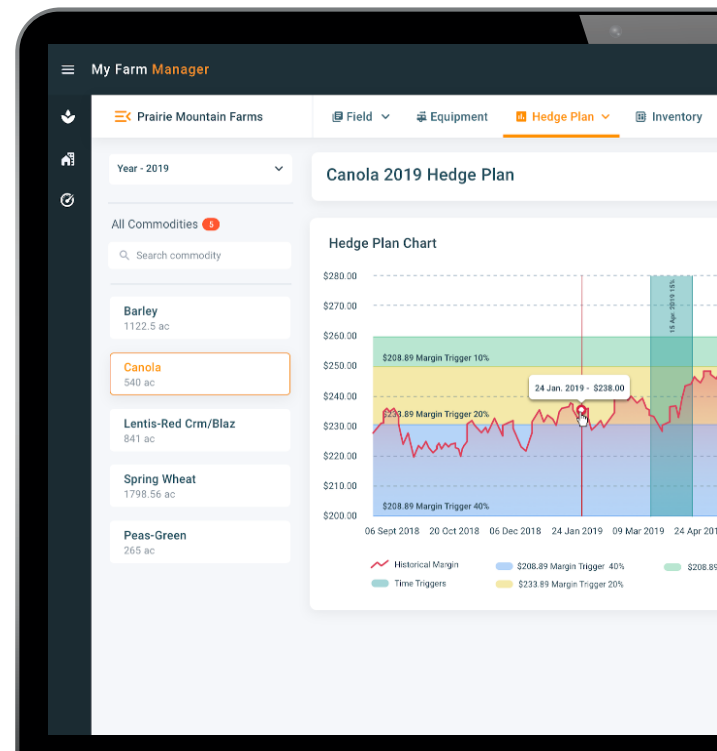 My Farm Manager
Prairie Mountain Farms
Field
Equipment
Hedge Plan
Inventory
Year - 2019
Canola 2019 Hedge Plan
All Commodities 5
Search commodity
Barley
1122.5 ac
Canola
540 ac
Lentis-Red Crm/Blaz
841 ac
Spring Wheat
1798.56 ac
Peas-Green
265 ac
Hedge Plan Chart
$280.00
$270.00
$260.00
$250.00
$240.00
$230.00
$220.00
$210.00
$200.00
15 Apr. 2019 15%
$208.89 Margin Trigger 10%
24 Jan. 2019 - $238.00
$233.89 Margin Trigger 20%
$208.89 Margin Trigger 40%
06 Sept 2018 20 Oct 2018 06 Dec 2018 24 Jan 2019 09 Mar 2019 24 Apr 201
Historical Margin
$208.89 Margin Trigger 40%
$208.89
Time Triggers
$233.89 Margin Trigger 20%